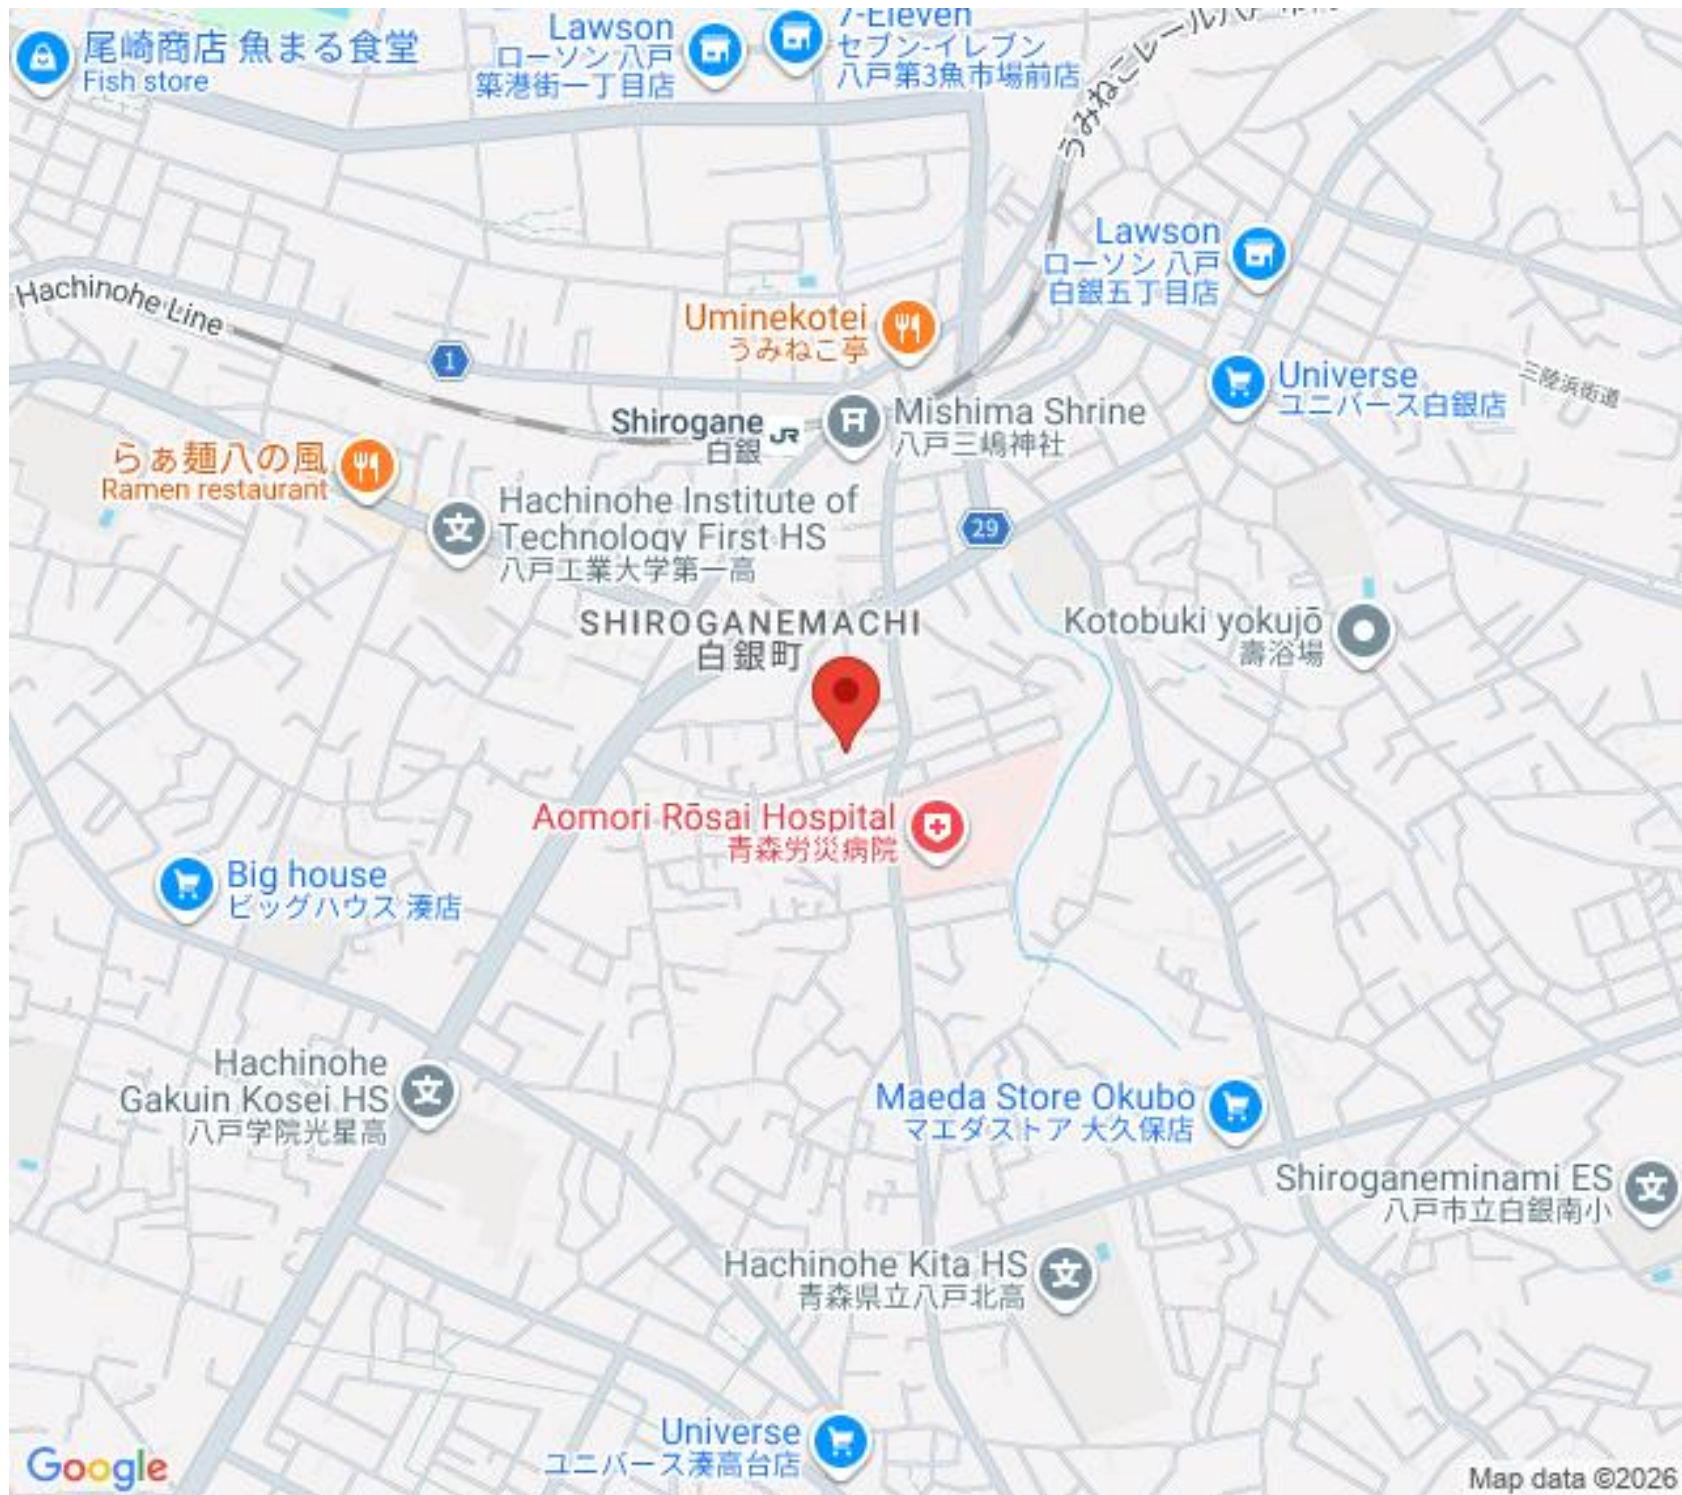 尾崎商店 魚まる食堂
Fish store
Lawson
ローソン 八戸
築港街一丁目店
7-Eleven
セブン-イレブン
八戸第3魚市場前店
Lawson
ローソン 八戸
白銀五丁目店
Hachinohe Line
1
Uminekotei
うみねこ亭
Universe
ユニバース白銀店
三陸浜街道
Shirogane
白銀
JR
Mishima Shrine
八戸三嶋神社
らぁ麺八の風
Ramen restaurant
Hachinohe Institute of
Technology First HS
八戸工業大学第一高
29
SHIROGANEMACHI
白銀町
Kotobuki yokujō
壽浴場
Aomori Rōsai Hospital
青森労災病院
Big house
ビッグハウス 湊店
Hachinohe
Gakuin Kosei HS
八戸学院光星高
Maeda Store Okubo
マエダストア 大久保店
Shiroganeminami ES
八戸市立白銀南小
Hachinohe Kita HS
青森県立八戸北高
Universe
ユニバース湊高台店
Google
Map data ©2026